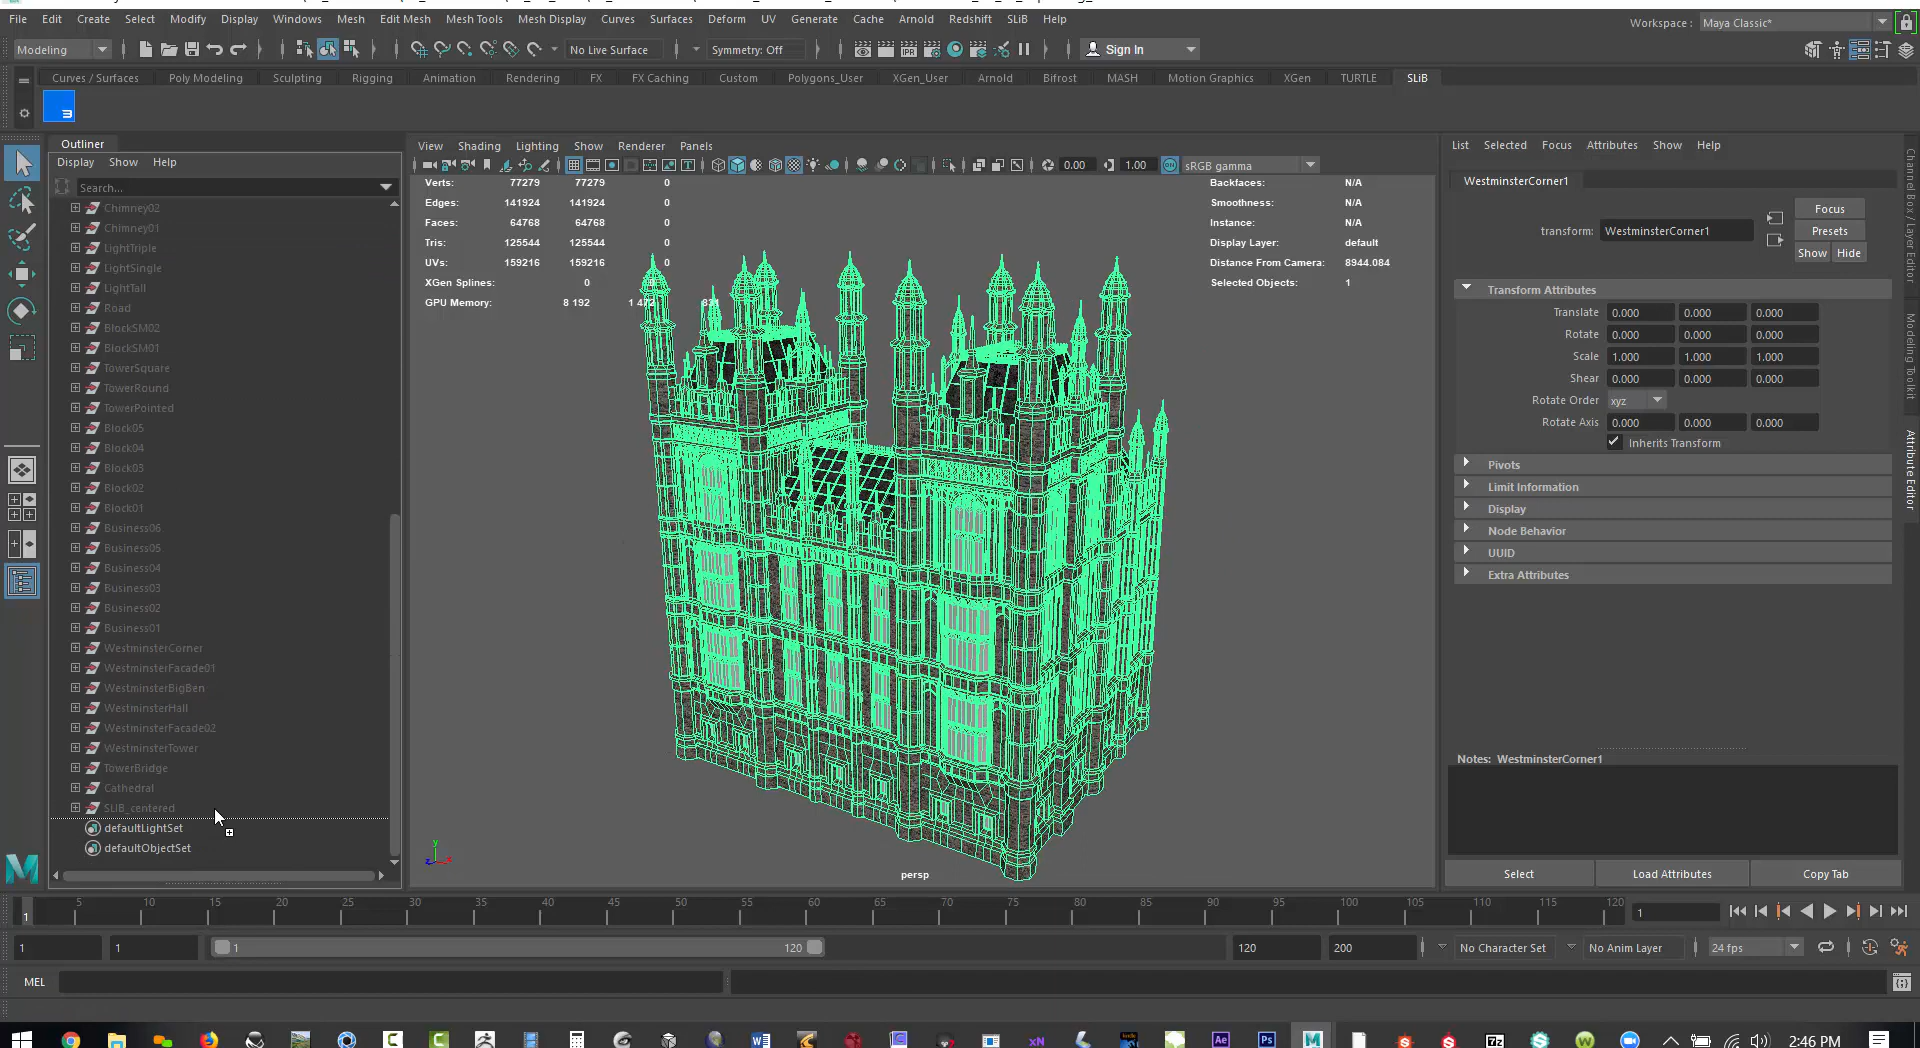 File Edit Create Select Modify Display Windows Mesh Edit Mesh Mesh Tools Mesh Display Curves Surfaces Deform UV Generate Cache Arnold Redshift SLiB Help
Workspace : Maya Classic*
Modeling No Live Surface Symmetry: Off Sign In
Curves / Surfaces Poly Modeling Sculpting Rigging Animation Rendering FX FX Caching Custom Polygons_User XGen_User Arnold Bifrost MASH Motion Graphics XGen TURTLE SLiB
3
Outliner
Display Show Help
Search...
Chimney02
Chimney01
LightTriple
LightSingle
LightTall
Road
BlockSM02
BlockSM01
TowerSquare
TowerRound
TowerPointed
Block05
Block04
Block03
Block02
Block01
Business06
Business05
Business04
Business03
Business02
Business01
WestminsterCorner
WestminsterFacade01
WestminsterBigBen
WestminsterHall
WestminsterFacade02
WestminsterTower
TowerBridge
Cathedral
SLIB_centered
defaultLightSet
defaultObjectSet
View Shading Lighting Show Renderer Panels
0.00 1.00 ON sRGB gamma
Verts: 77279 77279 0
Edges: 141924 141924 0
Faces: 64768 64768 0
Tris: 125544 125544 0
UVs: 159216 159216 0
XGen Splines: 0
GPU Memory: 8 192
Backfaces: N/A
Smoothness: N/A
Instance: N/A
Display Layer: default
Distance From Camera: 8944.084
Selected Objects: 1
y
persp
List Selected Focus Attributes Show Help
WestminsterCorner1
transform: WestminsterCorner1
Focus
Presets
Show Hide
Transform Attributes
Translate 0.000 0.000 0.000
Rotate 0.000 0.000 0.000
Scale 1.000 1.000 1.000
Shear 0.000 0.000 0.000
Rotate Order xyz
Rotate Axis 0.000 0.000 0.000
Inherits Transform
Pivots
Limit Information
Display
Node Behavior
UUID
Extra Attributes
Notes: WestminsterCorner1
Select Load Attributes Copy Tab
Channel Box / Layer Editor
Modeling Toolkit
Attribute Editor
1 5 10 15 20 25 30 35 40 45 50 55 60 65 70 75 80 85 90 95 100 105 110 115 120 1
1 1 1 120 120 200 No Character Set No Anim Layer 24 fps
MEL
2:46 PM